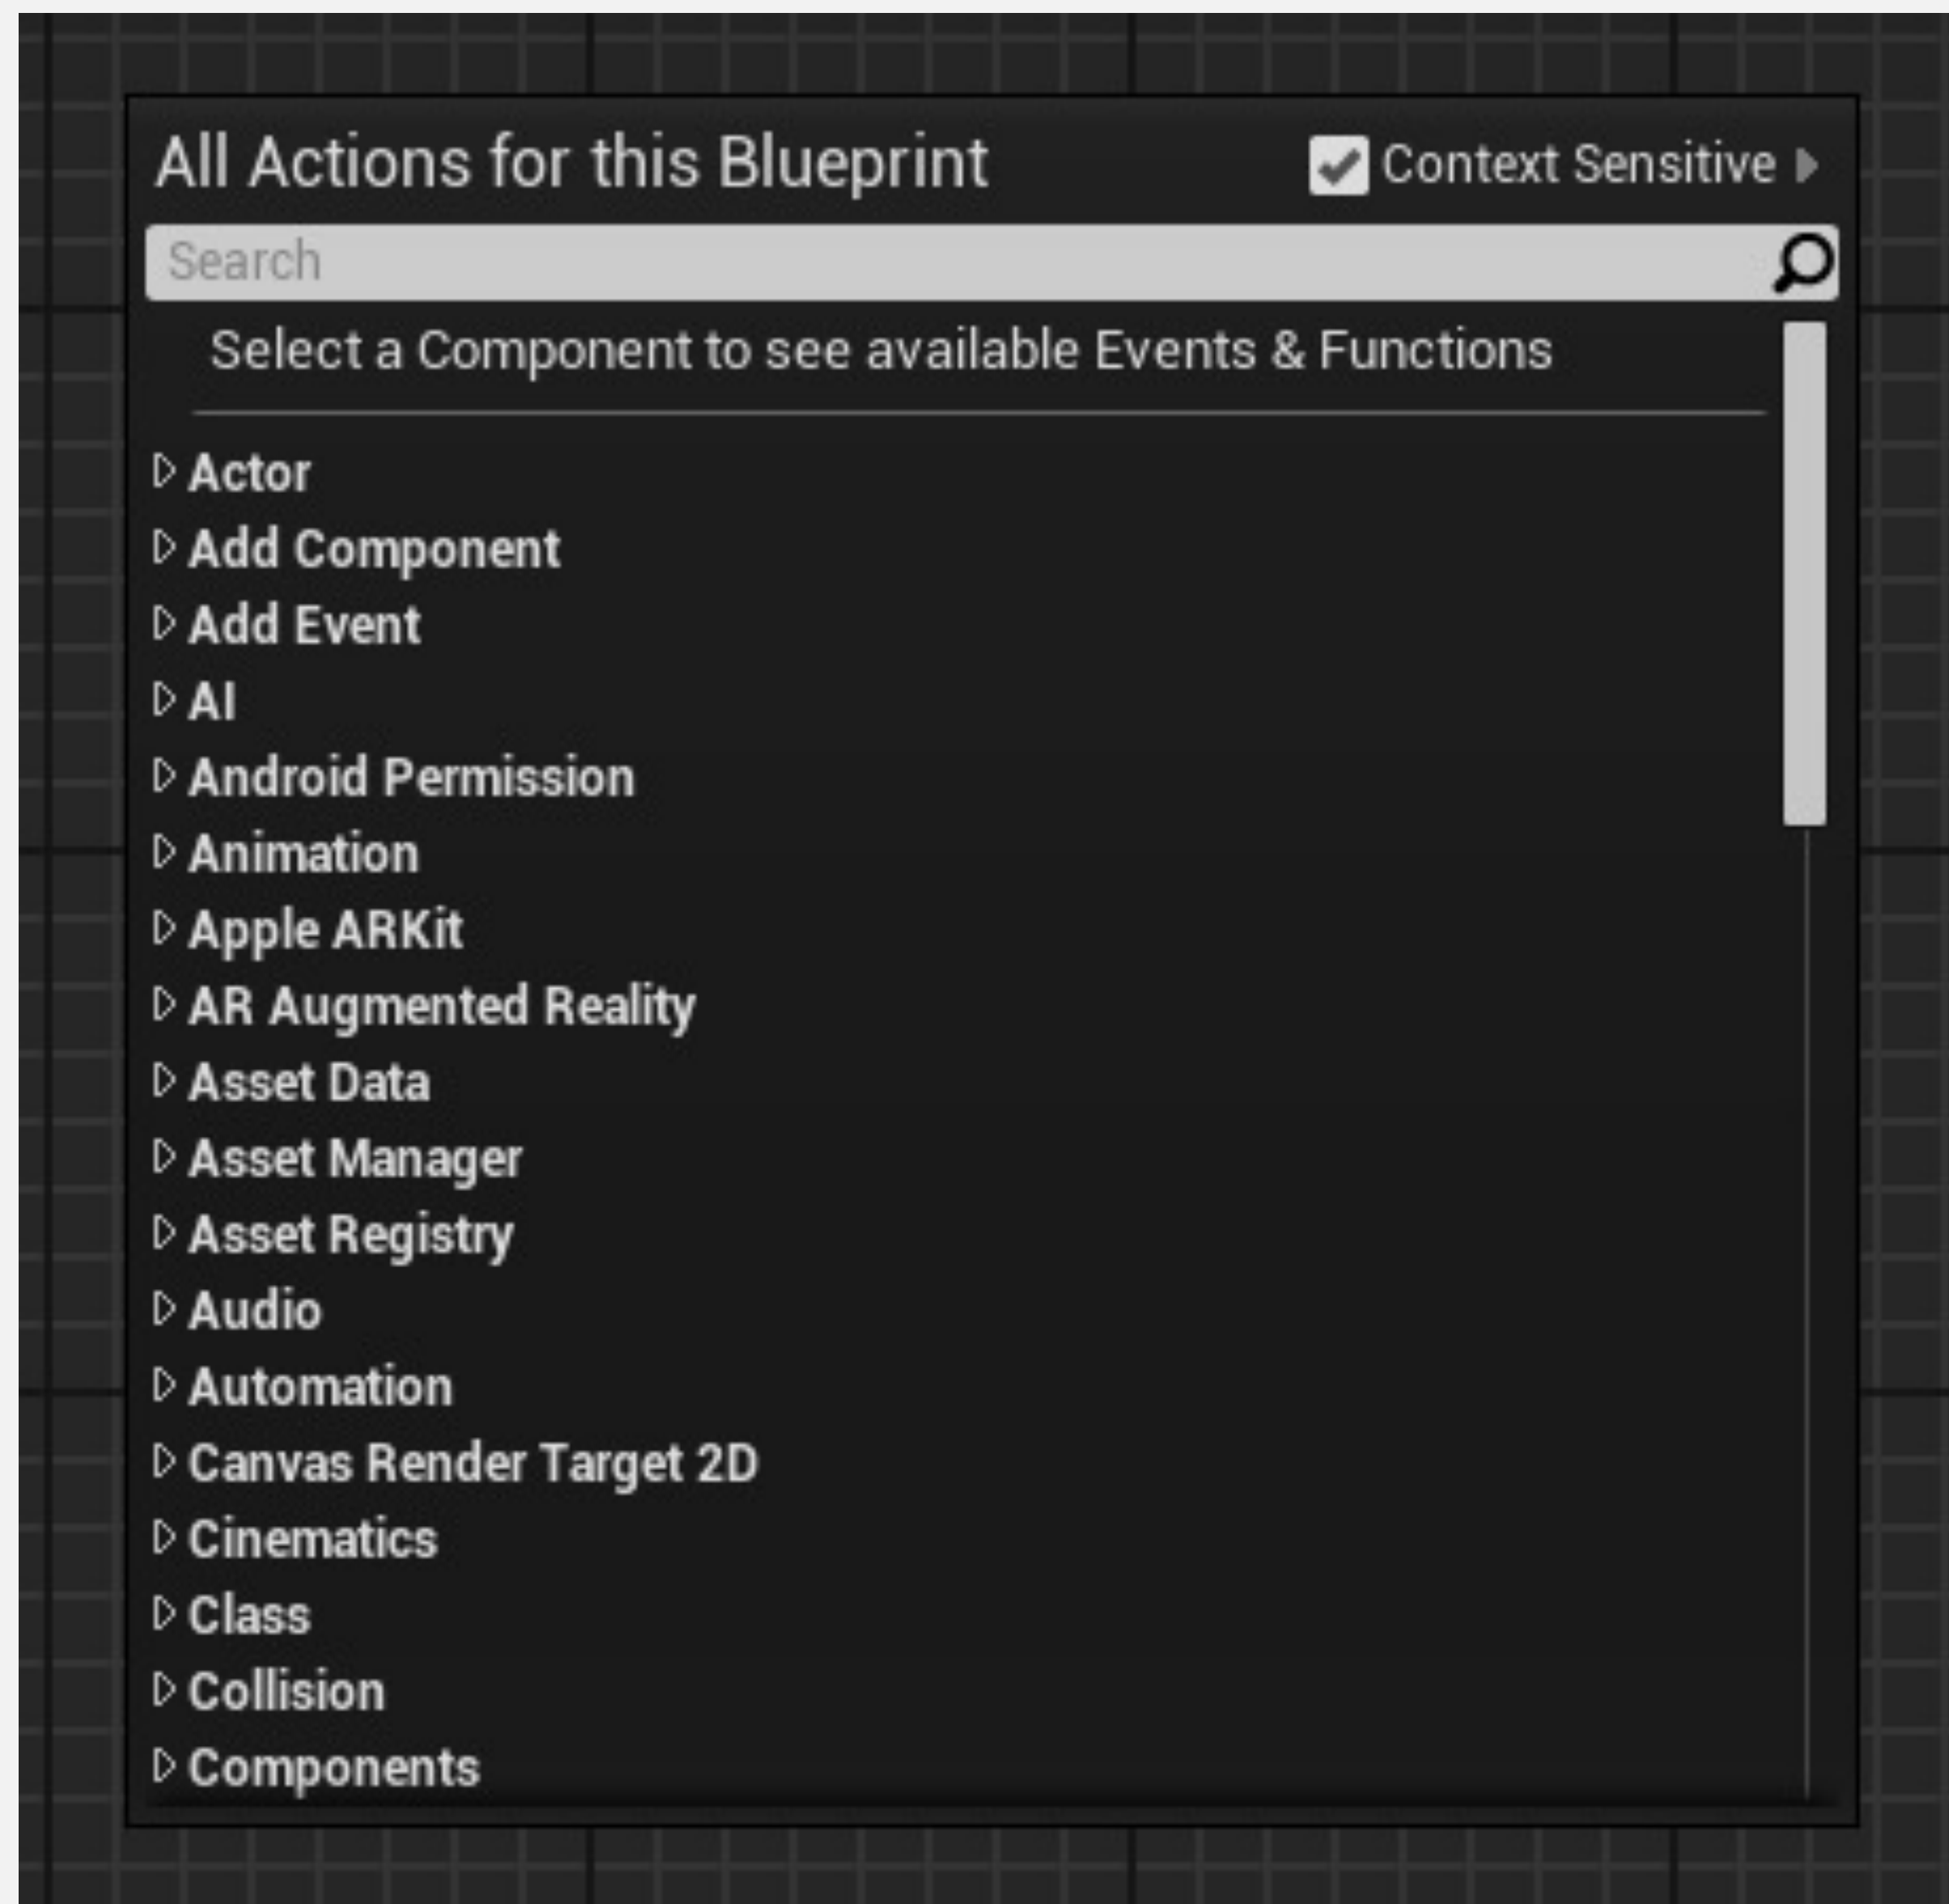 All Actions for this Blueprint Context Sensitive
Search
Select a Component to see available Events & Functions
Actor
Add Component
Add Event
AI
Android Permission
Animation
Apple ARKit
AR Augmented Reality
Asset Data
Asset Manager
Asset Registry
Audio
Automation
Canvas Render Target 2D
Cinematics
Class
Collision
Components